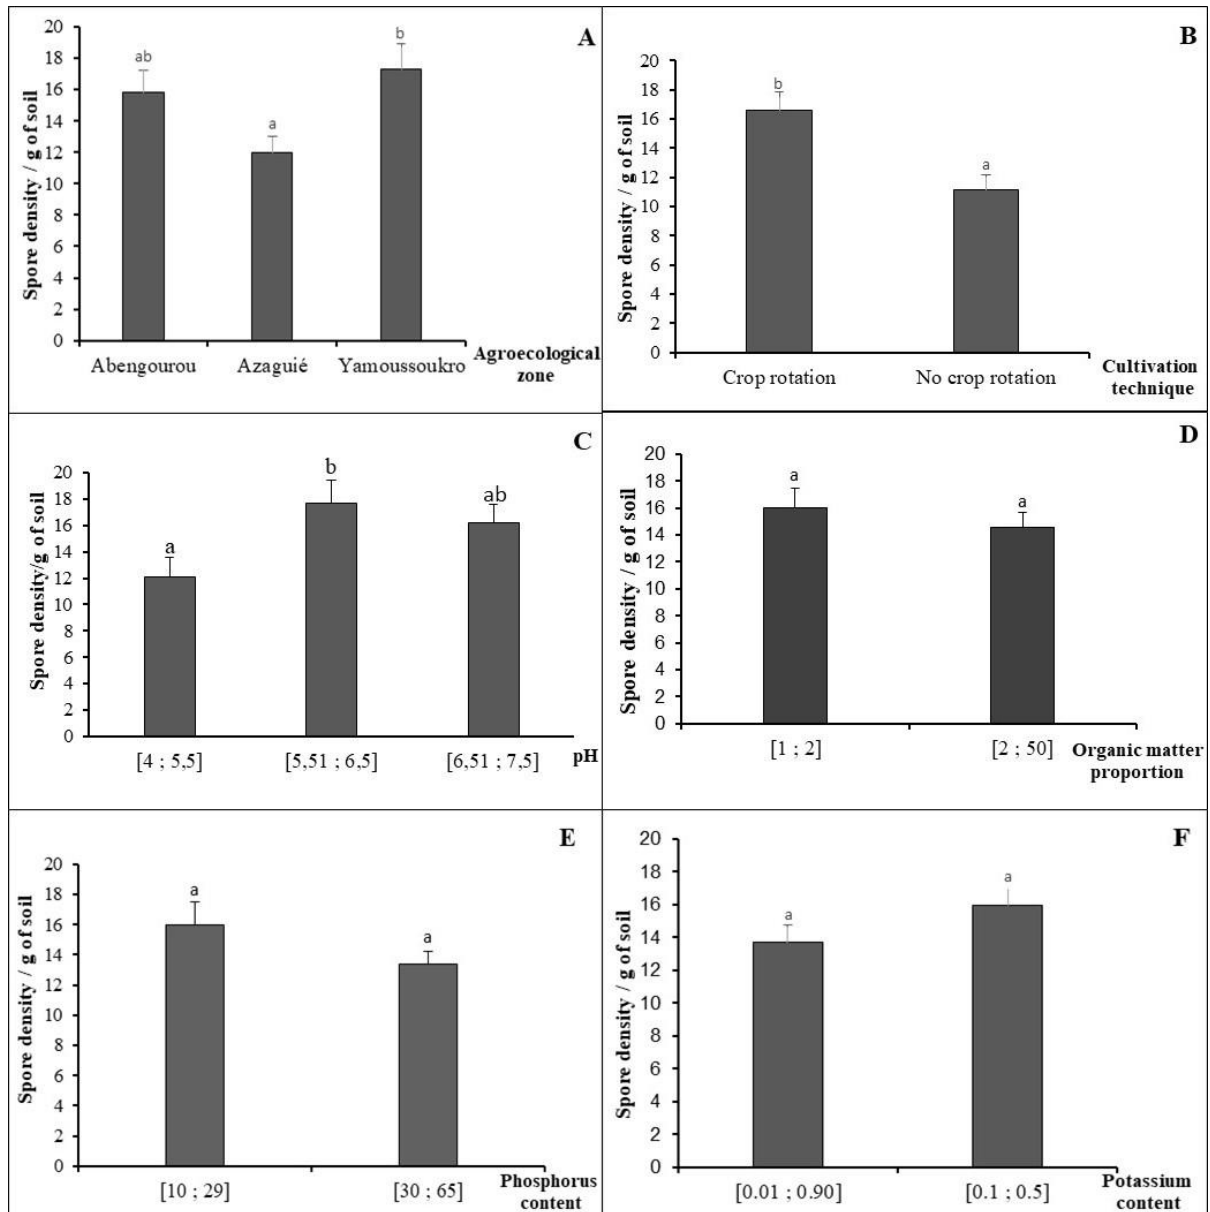 A
Spore density / g of soil
20
18
16
14
12
10
8
6
4
2
0
ab
a
b
Abengourou Azaguié Yamoussoukro
Agroecological
zone
B
Spore density / g of soil
20
18
16
14
12
10
8
6
4
2
0
b
a
Crop rotation No crop rotation
Cultivation
technique
C
Spore density/g of soil
20
18
16
14
12
10
8
6
4
2
0
a
b
ab
[4 ; 5,5] [5,51 ; 6,5] [6,51 ; 7,5]
pH
D
Spore density / g of soil
20
18
16
14
12
10
8
6
4
2
0
a
a
[1 ; 2] [2 ; 50]
Organic matter
proportion
E
Spore density / g of soil
20
18
16
14
12
10
8
6
4
2
0
a
a
[10 ; 29] [30 ; 65]
Phosphorus
content
F
Spore density / g of soil
20
18
16
14
12
10
8
6
4
2
0
a
a
[0.01 ; 0.90] [0.1 ; 0.5]
Potassium
content